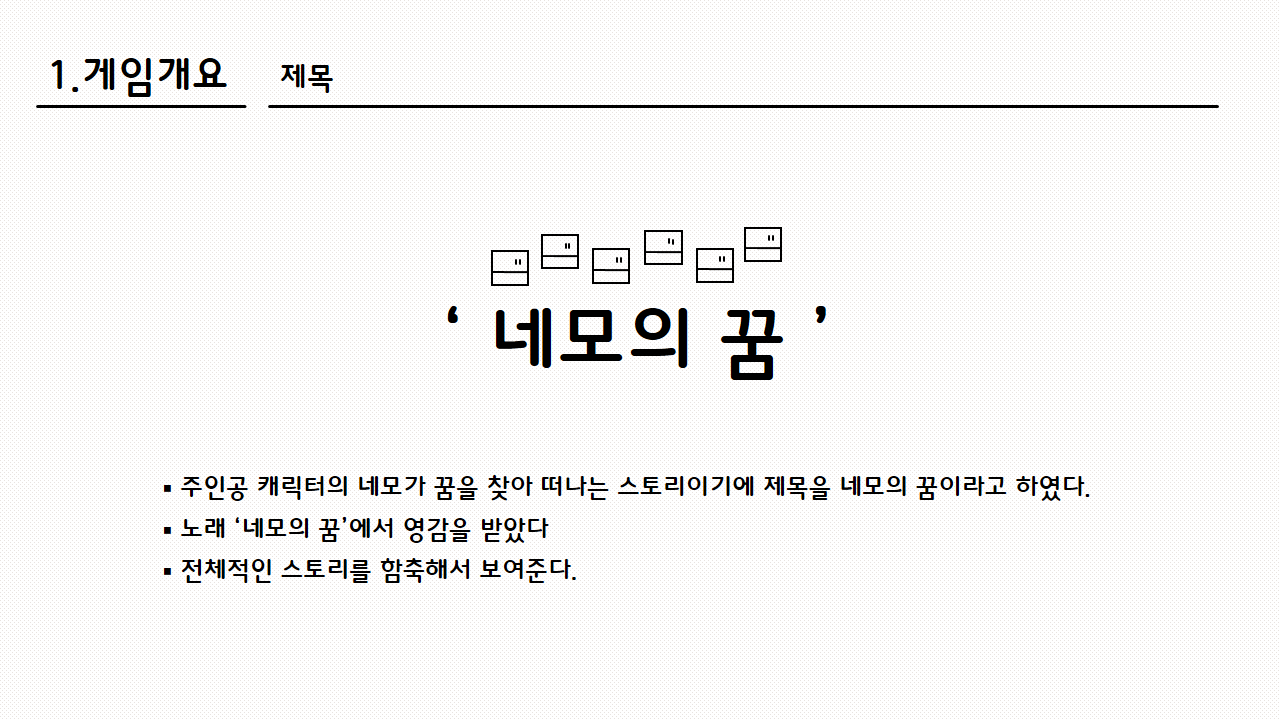 1.게임개요
제목
‘ 네모의 꿈 ’
▪ 주인공 캐릭터의 네모가 꿈을 찾아 떠나는 스토리이기에 제목을 네모의 꿈이라고 하였다.
▪ 노래 ‘네모의 꿈’에서 영감을 받았다
▪ 전체적인 스토리를 함축해서 보여준다.